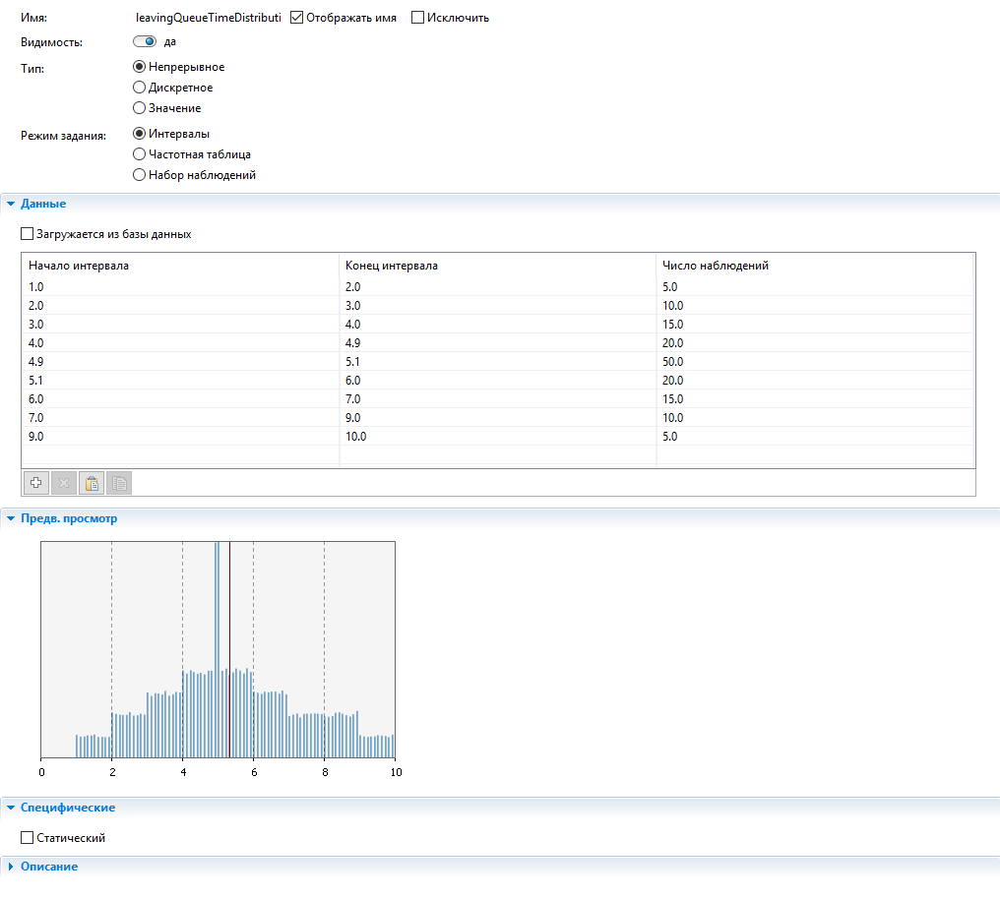 Имя: leavingQueueTimeDistributi Отображать имя Исключить
Видимость: да
Тип: Непрерывное
Дискретное
Значение
Режим задания: Интервалы
Частотная таблица
Набор наблюдений
Данные
Загружается из базы данных
Начало интервала Конец интервала Число наблюдений
1.0 2.0 5.0
2.0 3.0 10.0
3.0 4.0 15.0
4.0 4.9 20.0
4.9 5.1 50.0
5.1 6.0 20.0
6.0 7.0 15.0
7.0 9.0 10.0
9.0 10.0 5.0
Предв. просмотр
0 2 4 6 8 10
Специфические
Статический
Описание